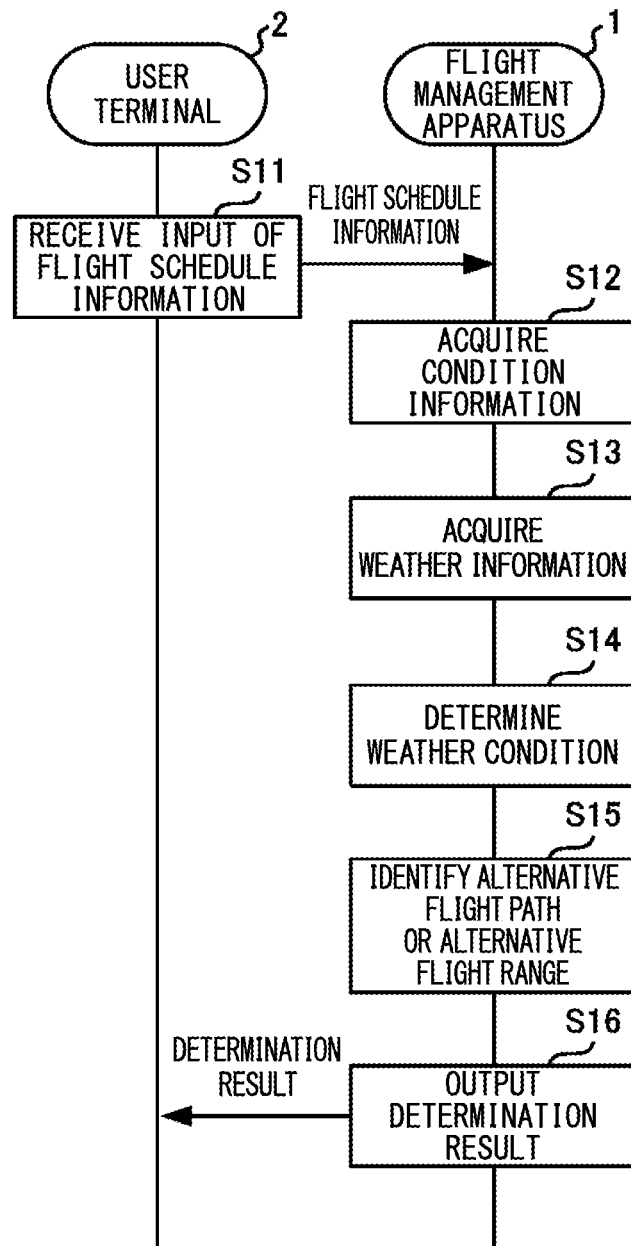 2
USER
TERMINAL
1
FLIGHT
MANAGEMENT
APPARATUS
S11
RECEIVE INPUT OF
FLIGHT SCHEDULE
INFORMATION
FLIGHT SCHEDULE
INFORMATION
S12
ACQUIRE
CONDITION
INFORMATION
S13
ACQUIRE
WEATHER INFORMATION
S14
DETERMINE
WEATHER CONDITION
S15
IDENTIFY ALTERNATIVE
FLIGHT PATH
OR ALTERNATIVE
FLIGHT RANGE
S16
OUTPUT
DETERMINATION
RESULT
DETERMINATION
RESULT